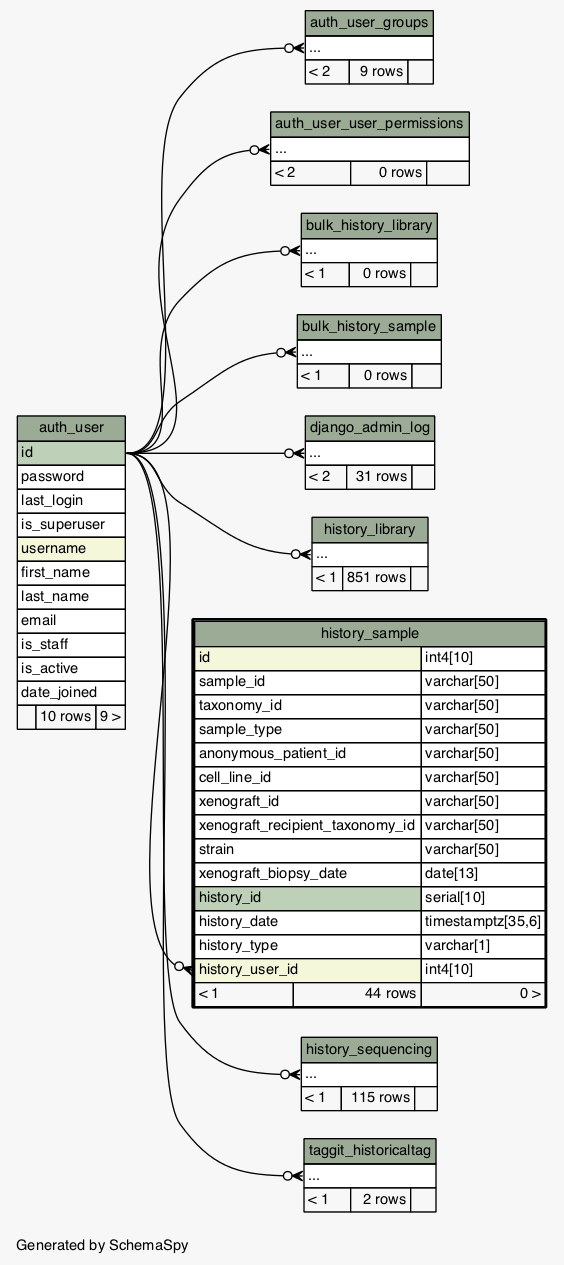 auth_user_groups
...
< 2 9 rows
auth_user_user_permissions
...
< 2 0 rows
bulk_history_library
...
< 1 0 rows
bulk_history_sample
...
< 1 0 rows
auth_user
id
password
last_login
is_superuser
username
first_name
last_name
email
is_staff
is_active
date_joined
10 rows 9 >
django_admin_log
...
< 2 31 rows
history_library
...
< 1 851 rows
history_sample
id int4[10]
sample_id varchar[50]
taxonomy_id varchar[50]
sample_type varchar[50]
anonymous_patient_id varchar[50]
cell_line_id varchar[50]
xenograft_id varchar[50]
xenograft_recipient_taxonomy_id varchar[50]
strain varchar[50]
xenograft_biopsy_date date[13]
history_id serial[10]
history_date timestamptz[35,6]
history_type varchar[1]
history_user_id int4[10]
< 1 44 rows 0 >
history_sequencing
...
< 1 115 rows
taggit_historicaltag
...
< 1 2 rows
Generated by SchemaSpy